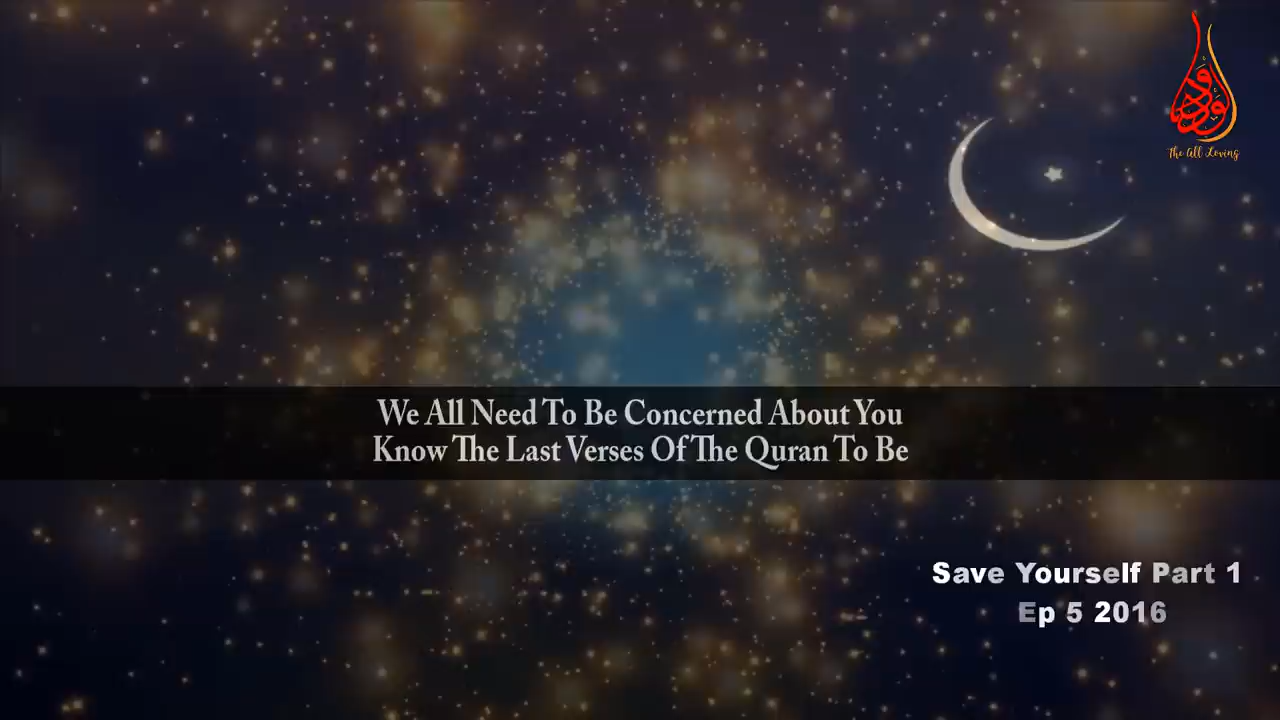 الودود
The All Loving
We All Need To Be Concerned About You
Know The Last Verses Of The Quran To Be
Save Yourself Part 1
Ep 5 2016